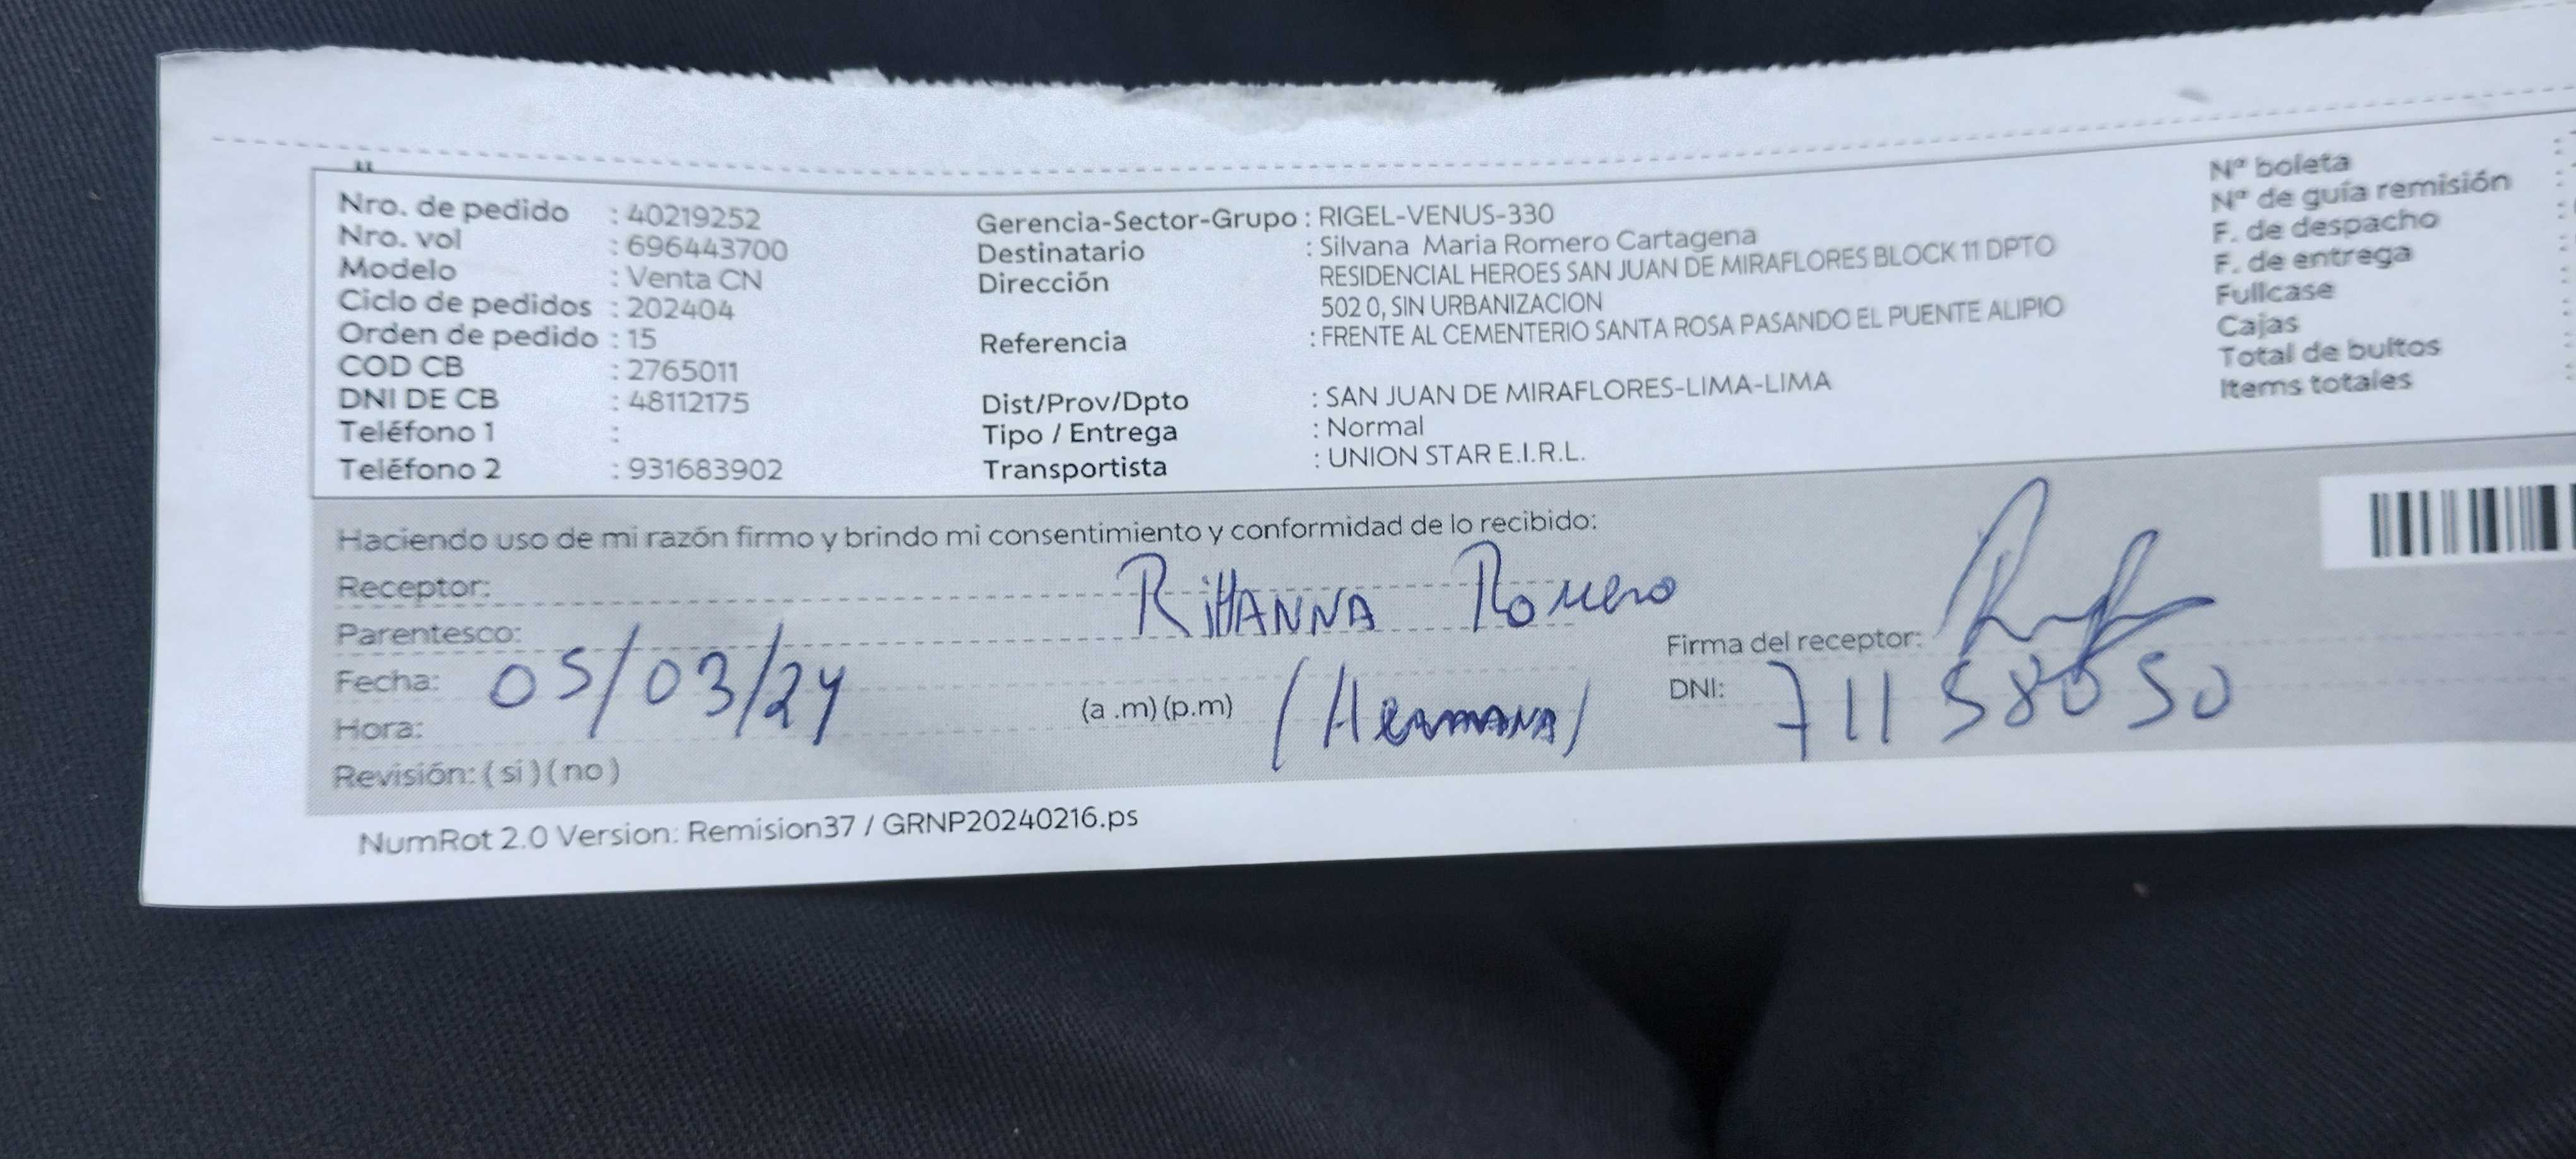 Nro. de pedido : 40219252
Nro. vol : 696443700
Modelo : Venta CN
Ciclo de pedidos : 202404
Orden de pedido : 15
COD CB : 2765011
DNI DE CB : 48112175
Teléfono 1 :
Teléfono 2 : 931683902
Gerencia-Sector-Grupo : RIGEL-VENUS-330
Destinatario : Silvana Maria Romero Cartagena
Dirección RESIDENCIAL HEROES SAN JUAN DE MIRAFLORES BLOCK 11 DPTO
502 0, SIN URBANIZACION
Referencia : FRENTE AL CEMENTERIO SANTA ROSA PASANDO EL PUENTE ALIPIO
Dist/Prov/Dpto : SAN JUAN DE MIRAFLORES-LIMA-LIMA
Tipo / Entrega : Normal
Transportista : UNION STAR E.I.R.L.
Nº boleta :
Nº de guía remisión :
F. de despacho
F. de entrega
Fullcase
Cajas
Total de bultos
Items totales
Haciendo uso de mi razón firmo y brindo mi consentimiento y conformidad de lo recibido:
Receptor: RiHANNA Romero
Parentesco: (Hermana)
Fecha: 05/03/24
Hora: (a .m) (p.m)
Revisión: ( si ) ( no )
Firma del receptor:
DNI: 71158050
NumRot 2.0 Version: Remision37 / GRNP20240216.ps